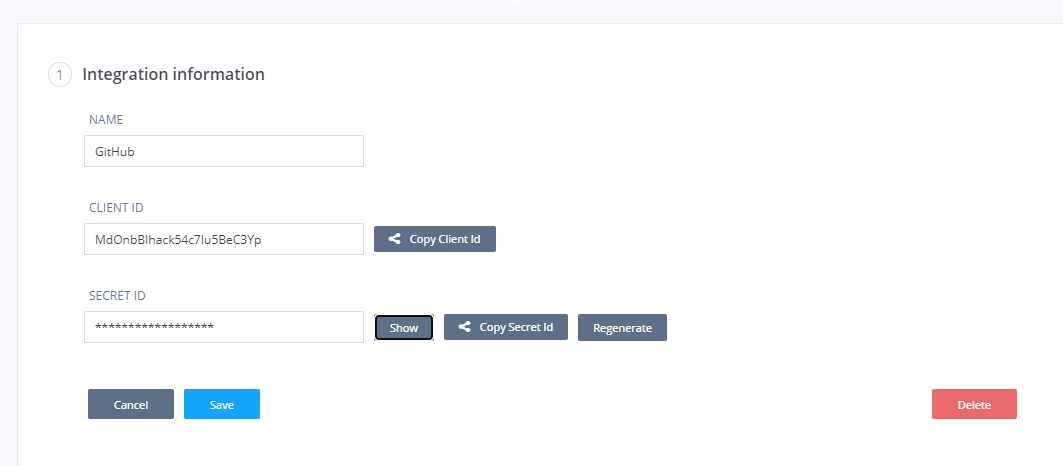 1 Integration information
NAME
GitHub
CLIENT ID
MdOnbBlhack54c7lu5BeC3Yp
Copy Client Id
SECRET ID
******************
Show
Copy Secret Id
Regenerate
Cancel
Save
Delete